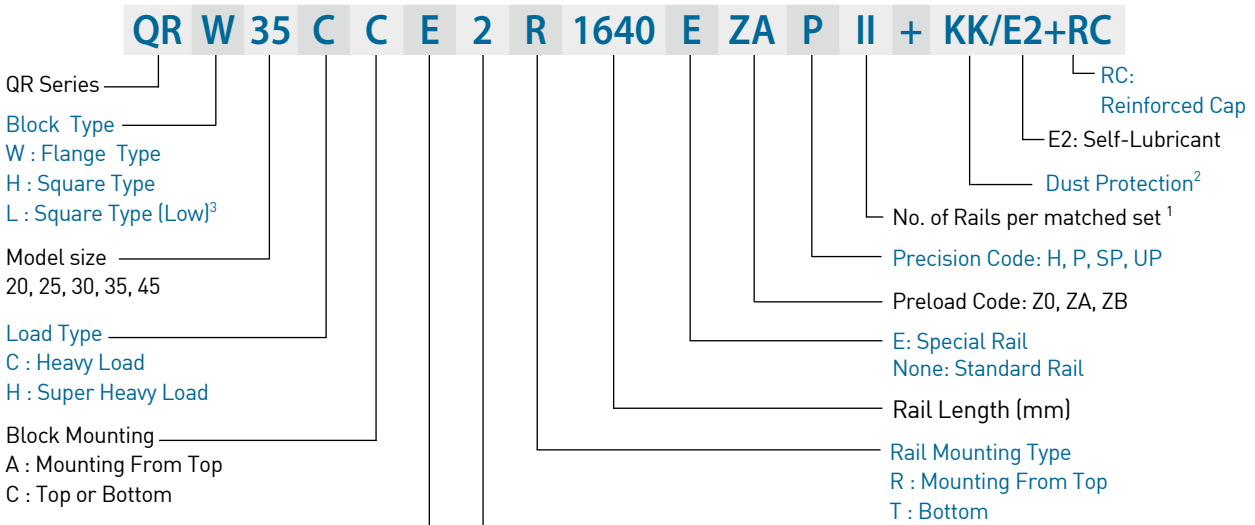 QR W 35 C C E 2 R 1640 E ZA P II + KK/E2+RC
QR Series
Block Type
W : Flange Type
H : Square Type
L : Square Type (Low)³
Model size
20, 25, 30, 35, 45
Load Type
C : Heavy Load
H : Super Heavy Load
Block Mounting
A : Mounting From Top
C : Top or Bottom
RC:
Reinforced Cap
E2: Self-Lubricant
Dust Protection²
No. of Rails per matched set ¹
Precision Code: H, P, SP, UP
Preload Code: Z0, ZA, ZB
E: Special Rail
None: Standard Rail
Rail Length (mm)
Rail Mounting Type
R : Mounting From Top
T : Bottom